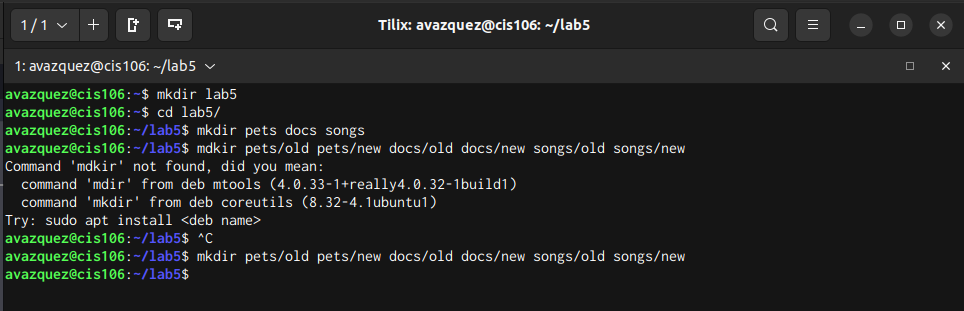 1 / 1
Tilix: avazquez@cis106: ~/lab5
1: avazquez@cis106: ~/lab5
avazquez@cis106:~$ mkdir lab5
avazquez@cis106:~$ cd lab5/
avazquez@cis106:~/lab5$ mkdir pets docs songs
avazquez@cis106:~/lab5$ mdkir pets/old pets/new docs/old docs/new songs/old songs/new
Command 'mdkir' not found, did you mean:
  command 'mdir' from deb mtools (4.0.33-1+really4.0.32-1build1)
  command 'mkdir' from deb coreutils (8.32-4.1ubuntu1)
Try: sudo apt install <deb name>
avazquez@cis106:~/lab5$ ^C
avazquez@cis106:~/lab5$ mkdir pets/old pets/new docs/old docs/new songs/old songs/new
avazquez@cis106:~/lab5$